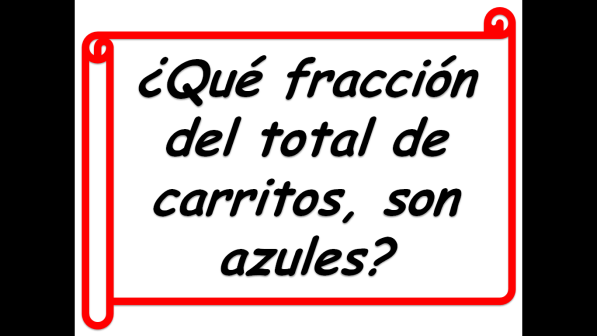 ¿Qué fracción
del total de
carritos, son
azules?